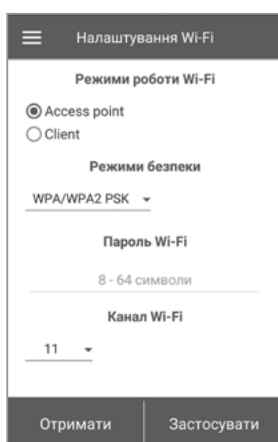 Налаштування Wi-Fi
Режими роботи Wi-Fi
Access point
Client
Режими безпеки
WPA/WPA2 PSK
Пароль Wi-Fi
8 - 64 символи
Канал Wi-Fi
11
Отримати Застосувати